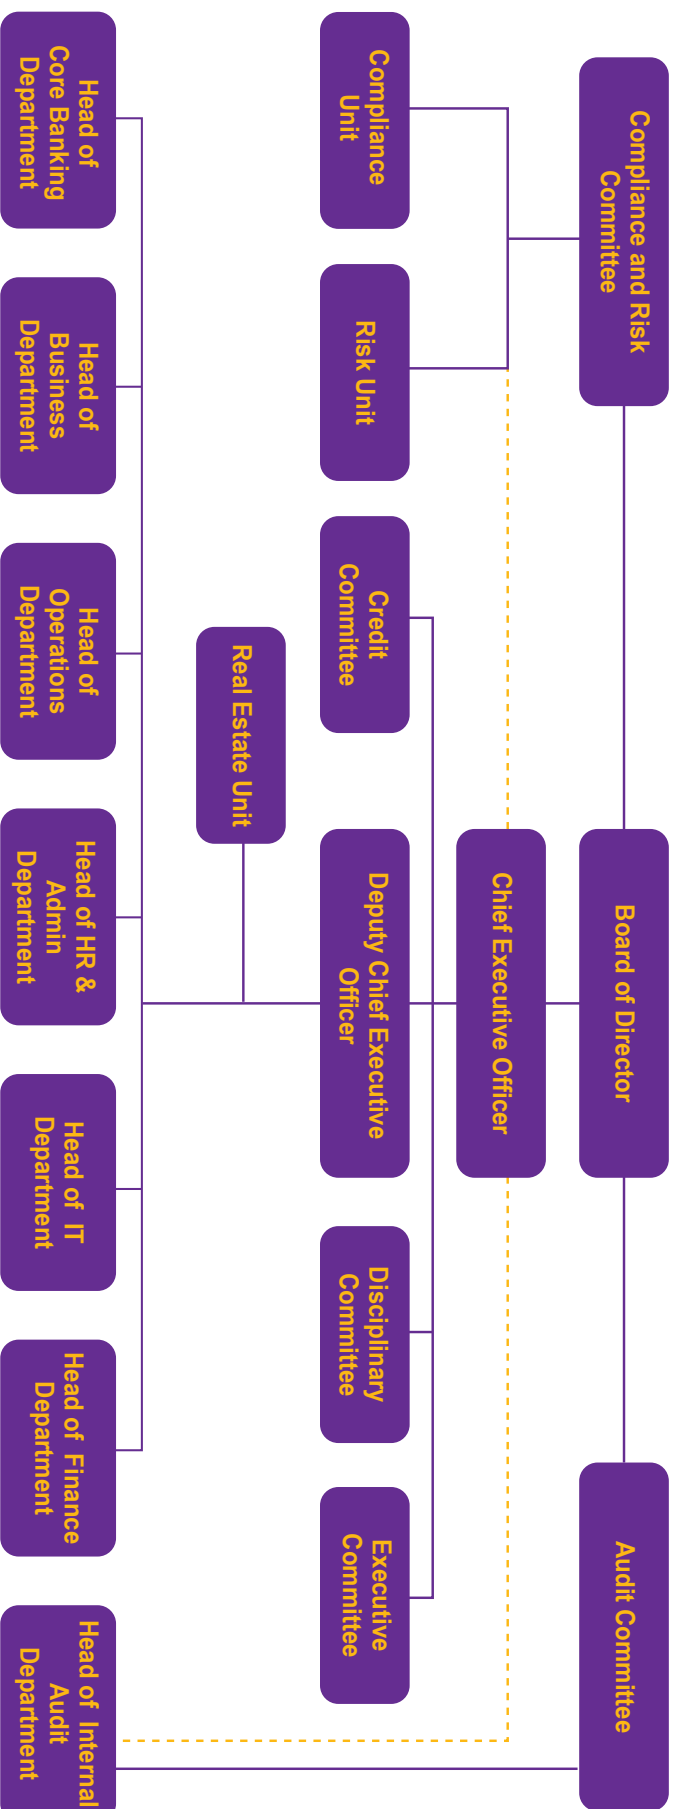 Compliance and Risk
Committee
Board of Director
Audit Committee
Chief Executive Officer
Compliance
Unit
Risk Unit
Credit
Committee
Deputy Chief Executive
Officer
Disciplinary
Committee
Executive
Committee
Real Estate Unit
Head of
Core Banking
Department
Head of
Business
Department
Head of
Operations
Department
Head of HR &
Admin
Department
Head of IT
Department
Head of Finance
Department
Head of Internal
Audit
Department